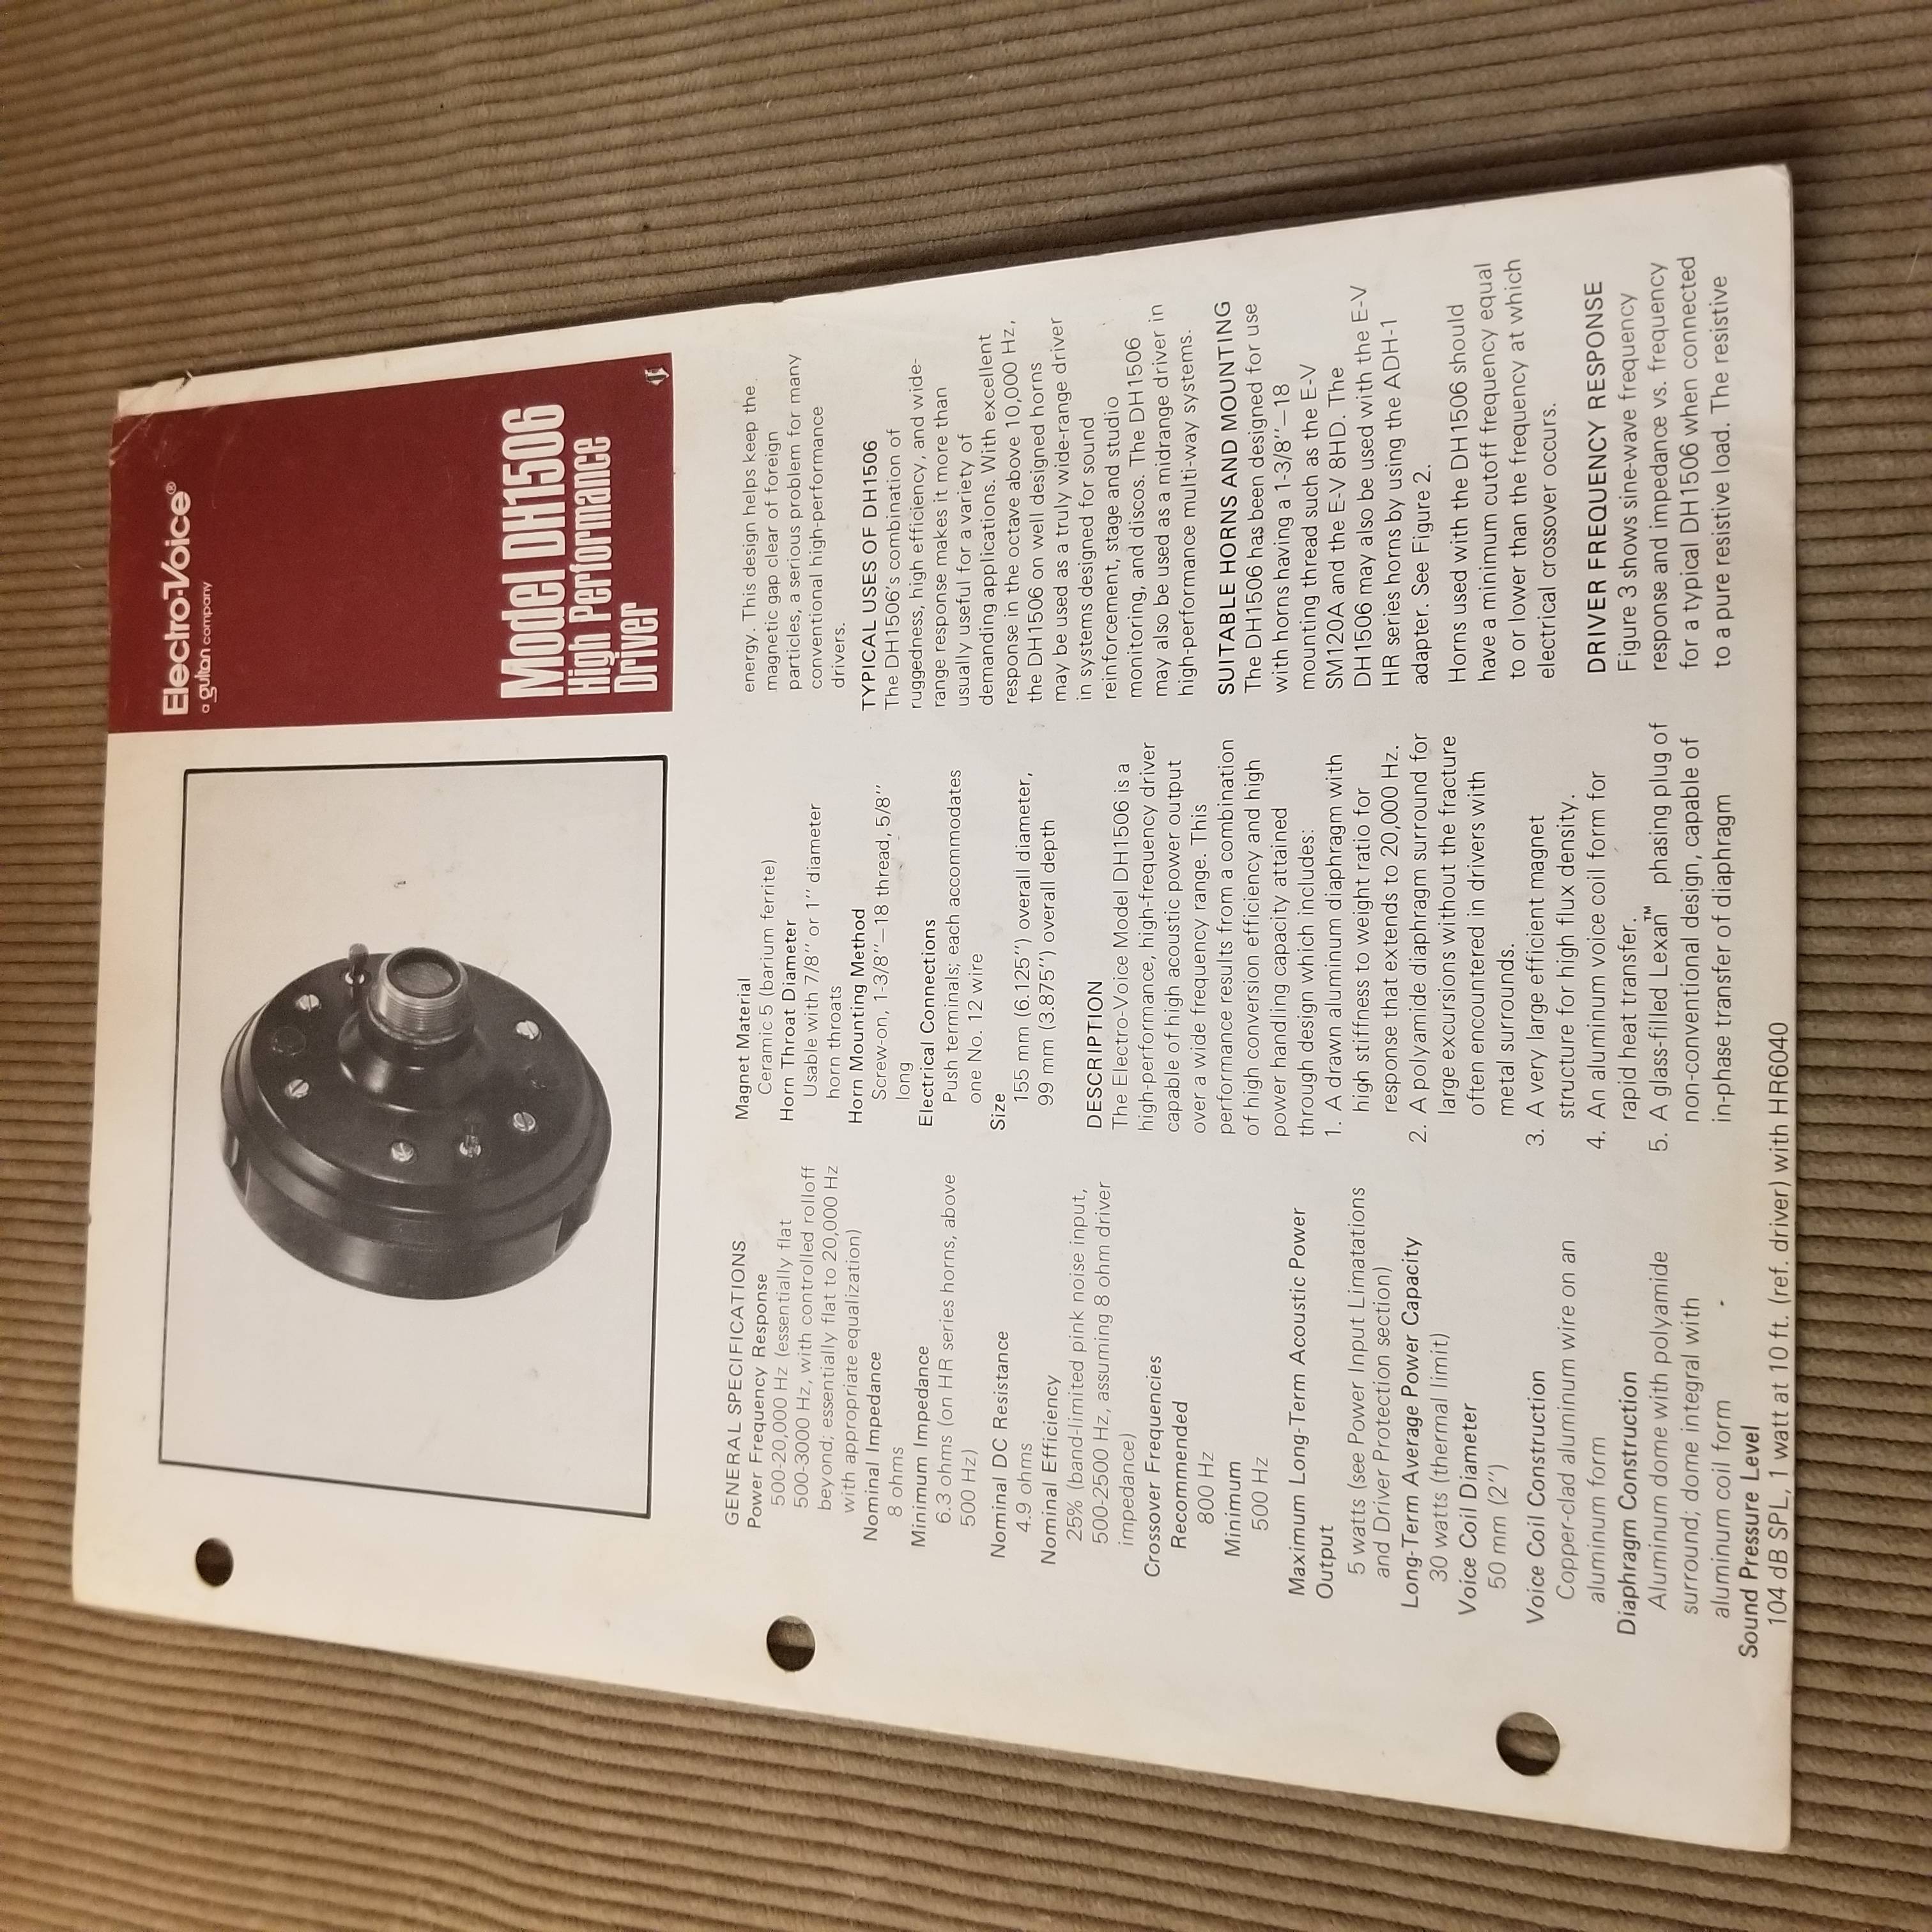 Electro-Voice®
a gulton company
Model DH1506
High Performance
Driver
GENERAL SPECIFICATIONS
Power Frequency Response
500-20,000 Hz (essentially flat
500-3000 Hz, with controlled rolloff
beyond; essentially flat to 20,000 Hz
with appropriate equalization)
Nominal Impedance
8 ohms
Minimum Impedance
6.3 ohms (on HR series horns, above
500 Hz)
Nominal DC Resistance
4.9 ohms
Nominal Efficiency
25% (band-limited pink noise input,
500-2500 Hz, assuming 8 ohm driver
impedance)
Crossover Frequencies
Recommended
800 Hz
Minimum
500 Hz
Maximum Long-Term Acoustic Power
Output
5 watts (see Power Input Limatations
and Driver Protection section)
Long-Term Average Power Capacity
30 watts (thermal limit)
Voice Coil Diameter
50 mm (2'')
Voice Coil Construction
Copper-clad aluminum wire on an
aluminum form
Diaphragm Construction
Aluminum dome with polyamide
surround; dome integral with
aluminum coil form
Sound Pressure Level
104 dB SPL, 1 watt at 10 ft. (ref. driver) with HR6040
Magnet Material
Ceramic 5 (barium ferrite)
Horn Throat Diameter
Usable with 7/8'' or 1'' diameter
horn throats
Horn Mounting Method
Screw-on, 1-3/8''—18 thread, 5/8''
long
Electrical Connections
Push terminals; each accommodates
one No. 12 wire
Size
155 mm (6.125'') overall diameter,
99 mm (3.875'') overall depth
DESCRIPTION
The Electro-Voice Model DH1506 is a
high-performance, high-frequency driver
capable of high acoustic power output
over a wide frequency range. This
performance results from a combination
of high conversion efficiency and high
power handling capacity attained
through design which includes:
1. A drawn aluminum diaphragm with
high stiffness to weight ratio for
response that extends to 20,000 Hz.
2. A polyamide diaphragm surround for
large excursions without the fracture
often encountered in drivers with
metal surrounds.
3. A very large efficient magnet
structure for high flux density.
4. An aluminum voice coil form for
rapid heat transfer.
5. A glass-filled Lexan™ phasing plug of
non-conventional design, capable of
in-phase transfer of diaphragm
energy. This design helps keep the
magnetic gap clear of foreign
particles, a serious problem for many
conventional high-performance
drivers.
TYPICAL USES OF DH1506
The DH1506's combination of
ruggedness, high efficiency, and wide-
range response makes it more than
usually useful for a variety of
demanding applications. With excellent
response in the octave above 10,000 Hz,
the DH1506 on well designed horns
may be used as a truly wide-range driver
in systems designed for sound
reinforcement, stage and studio
monitoring, and discos. The DH1506
may also be used as a midrange driver in
high-performance multi-way systems.
SUITABLE HORNS AND MOUNTING
The DH1506 has been designed for use
with horns having a 1-3/8''—18
mounting thread such as the E-V
SM120A and the E-V 8HD. The
DH1506 may also be used with the E-V
HR series horns by using the ADH-1
adapter. See Figure 2.
Horns used with the DH1506 should
have a minimum cutoff frequency equal
to or lower than the frequency at which
electrical crossover occurs.
DRIVER FREQUENCY RESPONSE
Figure 3 shows sine-wave frequency
response and impedance vs. frequency
for a typical DH1506 when connected
to a pure resistive load. The resistive